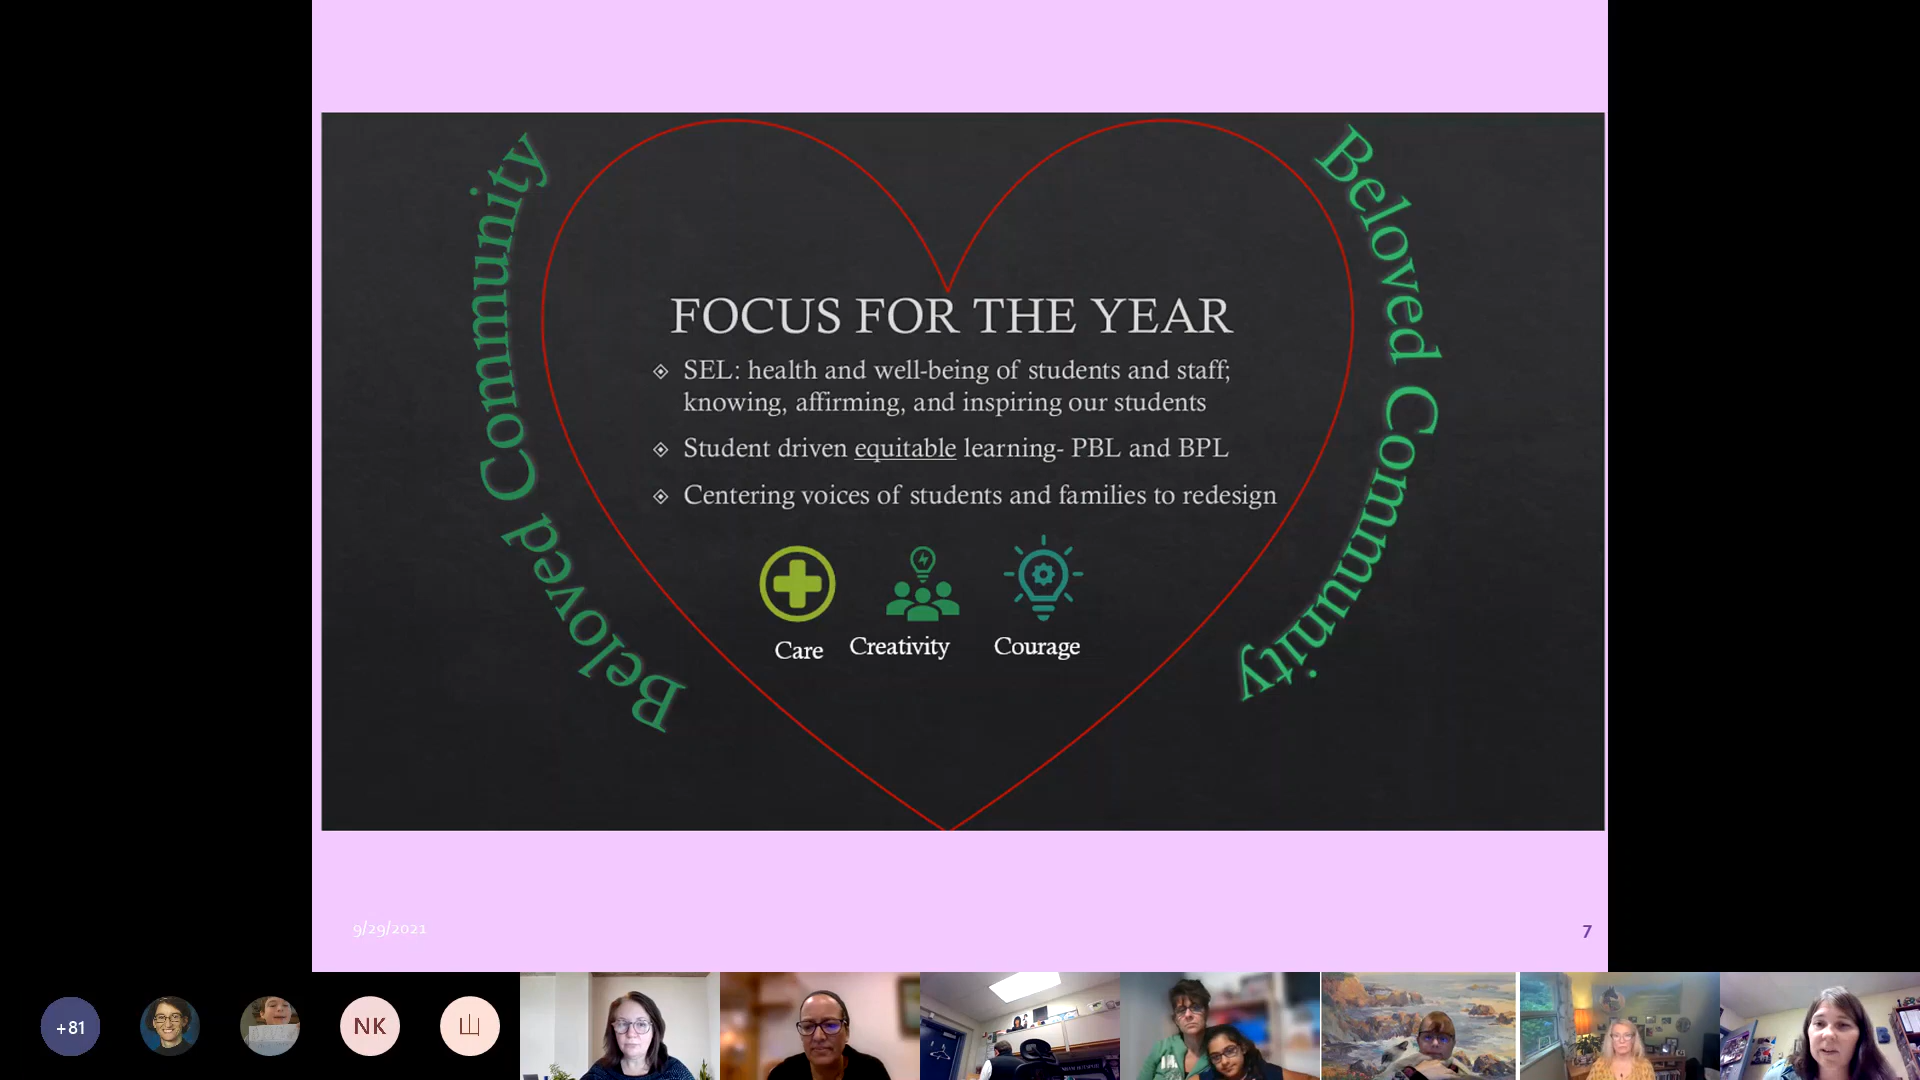 Beloved Community
Beloved Community
FOCUS FOR THE YEAR
SEL: health and well-being of students and staff;
knowing, affirming, and inspiring our students
Student driven equitable learning- PBL and BPL
Centering voices of students and families to redesign
Care
Creativity
Courage
9/29/2021
7
+81
NK
Ш